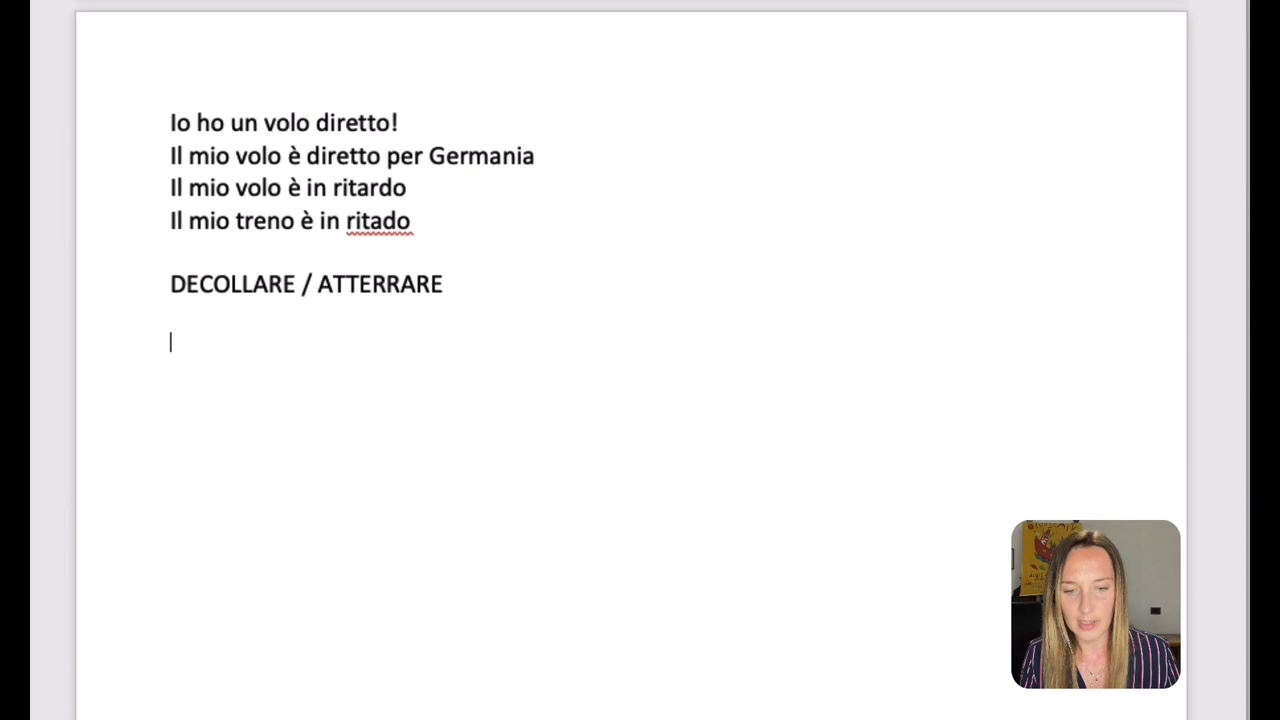 Io ho un volo diretto!
Il mio volo è diretto per Germania
Il mio volo è in ritardo
Il mio treno è in ritado
DECOLLARE / ATTERRARE